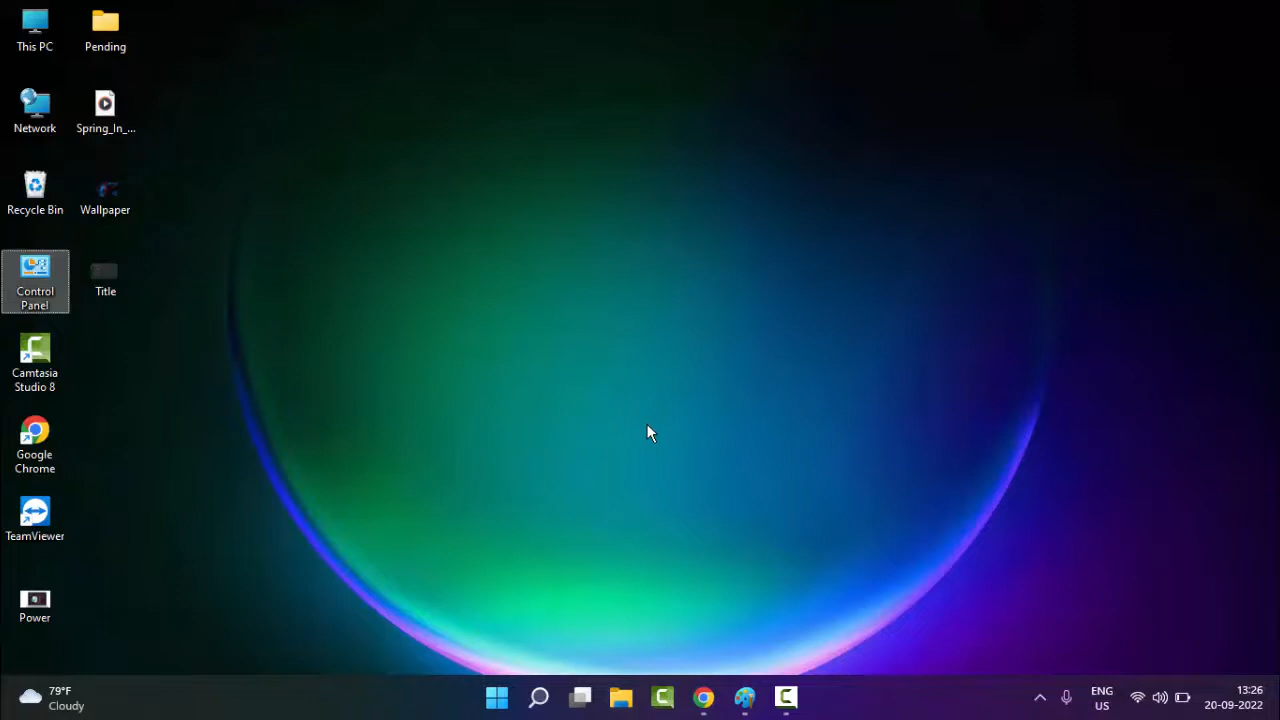 This PC
Pending
Network
Spring_In_...
Recycle Bin
Wallpaper
Control
Panel
Title
Camtasia
Studio 8
Google
Chrome
TeamViewer
Power
79°F
Cloudy
ENG
US
13:26
20-09-2022